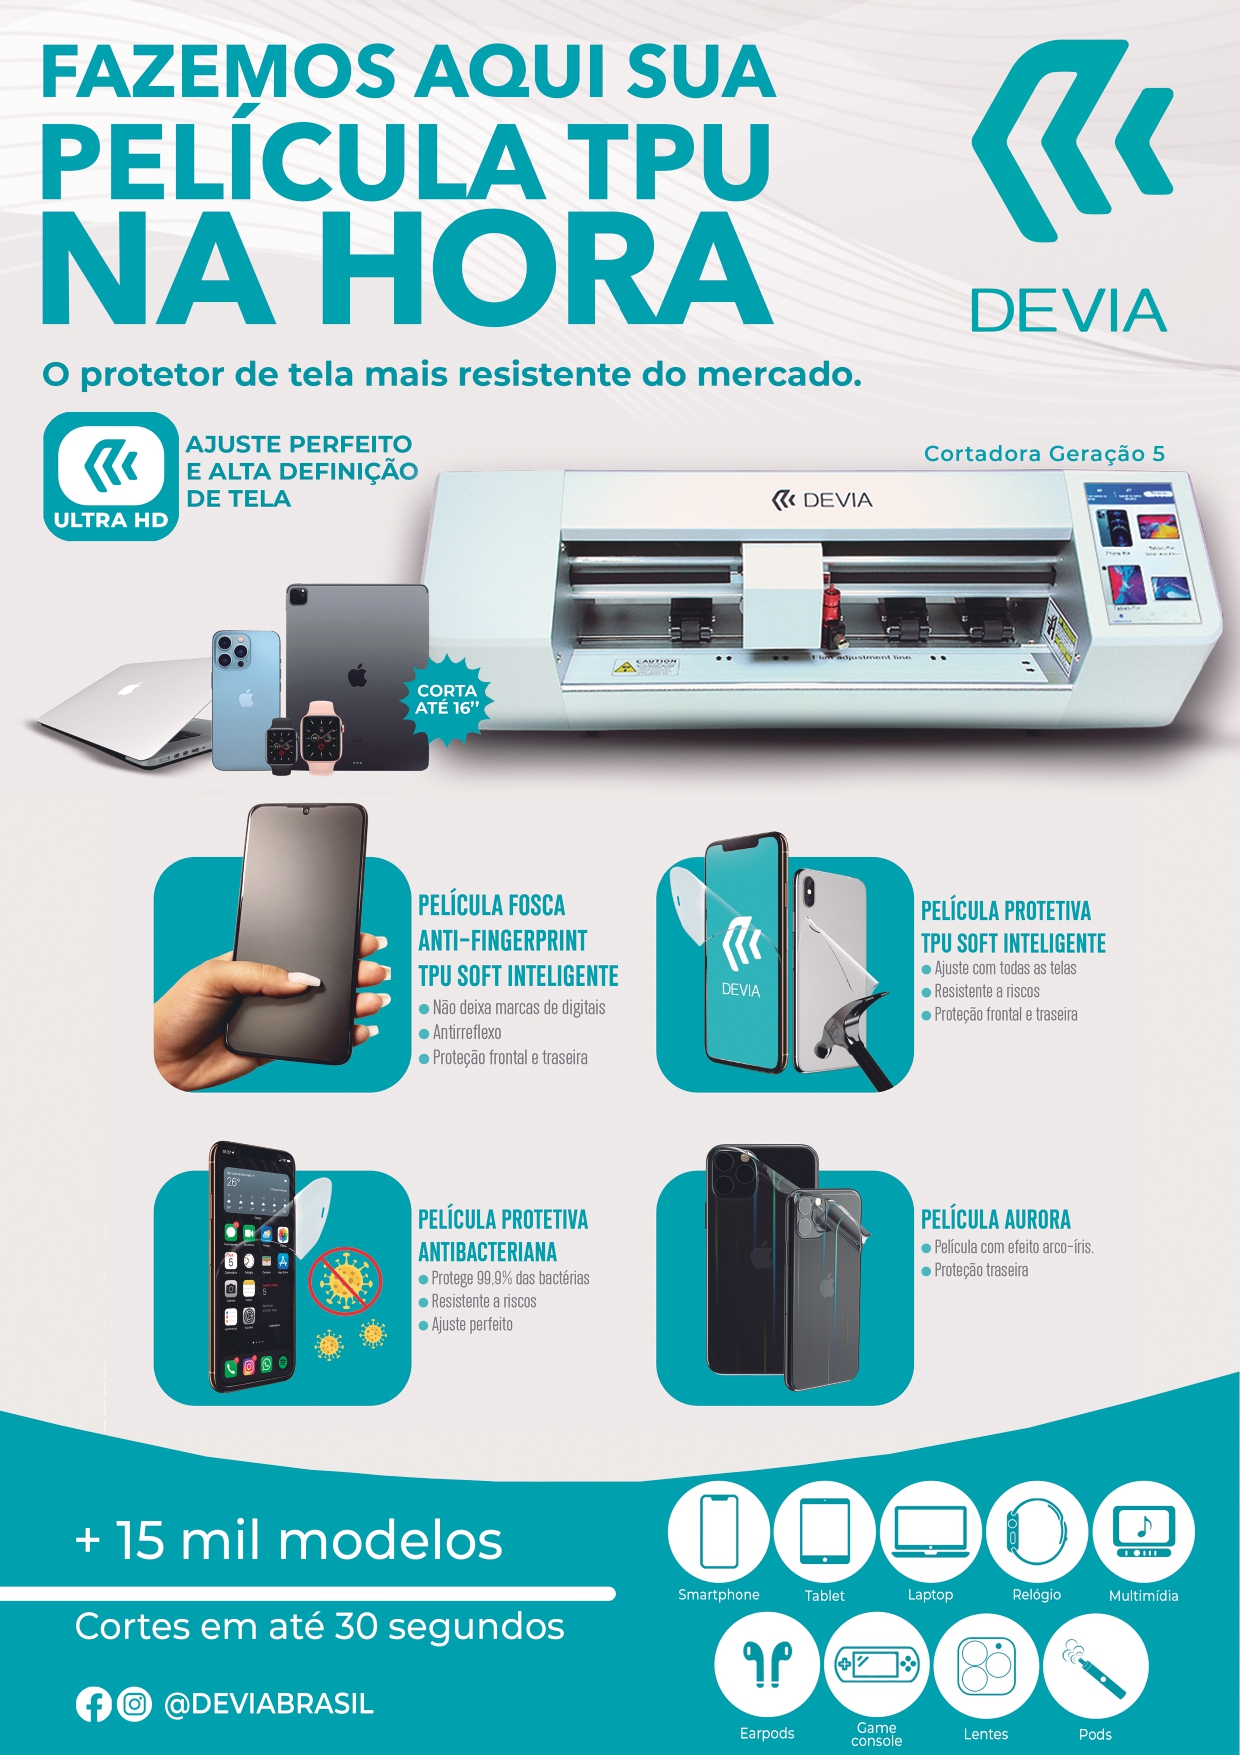 FAZEMOS AQUI SUA
PELÍCULA TPU
NA HORA
DEVIA
O protetor de tela mais resistente do mercado.
ULTRA HD
AJUSTE PERFEITO
E ALTA DEFINIÇÃO
DE TELA
Cortadora Geração 5
DEVIA
CAUTION
Film adjustment line
CORTA
ATÉ 16’’
PELÍCULA FOSCA
ANTI-FINGERPRINT
TPU SOFT INTELIGENTE
● Não deixa marcas de digitais
● Antirreflexo
● Proteção frontal e traseira
DEVIA
PELÍCULA PROTETIVA
TPU SOFT INTELIGENTE
● Ajuste com todas as telas
● Resistente a riscos
● Proteção frontal e traseira
26°
PELÍCULA PROTETIVA
ANTIBACTERIANA
● Protege 99,9% das bactérias
● Resistente a riscos
● Ajuste perfeito
PELÍCULA AURORA
● Película com efeito arco-íris.
● Proteção traseira
+ 15 mil modelos
Cortes em até 30 segundos
@DEVIABRASIL
Smartphone
Tablet
Laptop
Relógio
Multimídia
Earpods
Game
console
Lentes
Pods